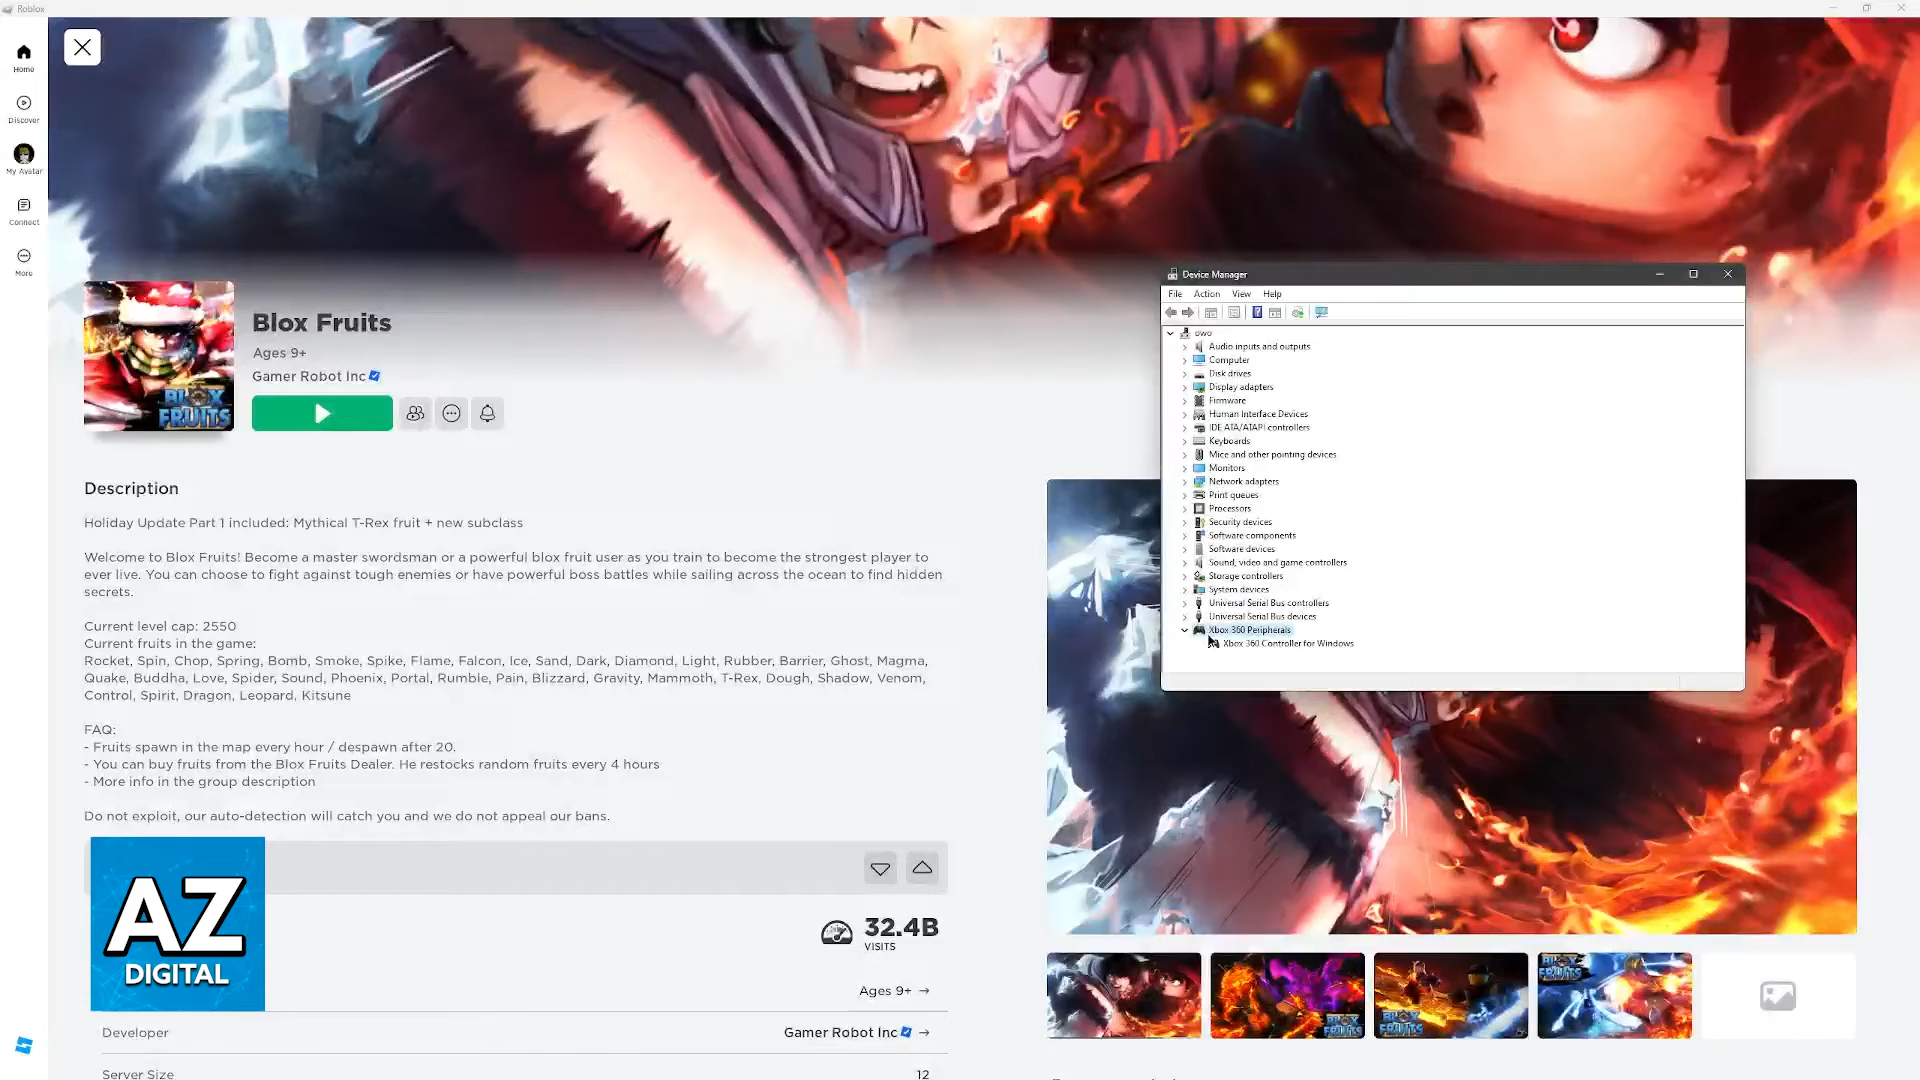 Roblox
Home
Discover
My Avatar
Connect
More
BLOX
FRUITS
Blox Fruits
Ages 9+
Gamer Robot Inc
Description
Holiday Update Part 1 included: Mythical T-Rex fruit + new subclass
Welcome to Blox Fruits! Become a master swordsman or a powerful blox fruit user as you train to become the strongest player to
ever live. You can choose to fight against tough enemies or have powerful boss battles while sailing across the ocean to find hidden
secrets.
Current level cap: 2550
Current fruits in the game:
Rocket, Spin, Chop, Spring, Bomb, Smoke, Spike, Flame, Falcon, Ice, Sand, Dark, Diamond, Light, Rubber, Barrier, Ghost, Magma,
Quake, Buddha, Love, Spider, Sound, Phoenix, Portal, Rumble, Pain, Blizzard, Gravity, Mammoth, T-Rex, Dough, Shadow, Venom,
Control, Spirit, Dragon, Leopard, Kitsune
FAQ:
- Fruits spawn in the map every hour / despawn after 20.
- You can buy fruits from the Blox Fruits Dealer. He restocks random fruits every 4 hours
- More info in the group description
Do not exploit, our auto-detection will catch you and we do not appeal our bans.
AZ
DIGITAL
32.4B
VISITS
Ages 9+ →
Developer
Gamer Robot Inc →
Server Size
12
Device Manager
File Action View Help
owo
Audio inputs and outputs
Computer
Disk drives
Display adapters
Firmware
Human Interface Devices
IDE ATA/ATAPI controllers
Keyboards
Mice and other pointing devices
Monitors
Network adapters
Print queues
Processors
Security devices
Software components
Software devices
Sound, video and game controllers
Storage controllers
System devices
Universal Serial Bus controllers
Universal Serial Bus devices
Xbox 360 Peripherals
Xbox 360 Controller for Windows
BLOX
FRUITS
BLOX
FRUITS
BLOX
FRUITS